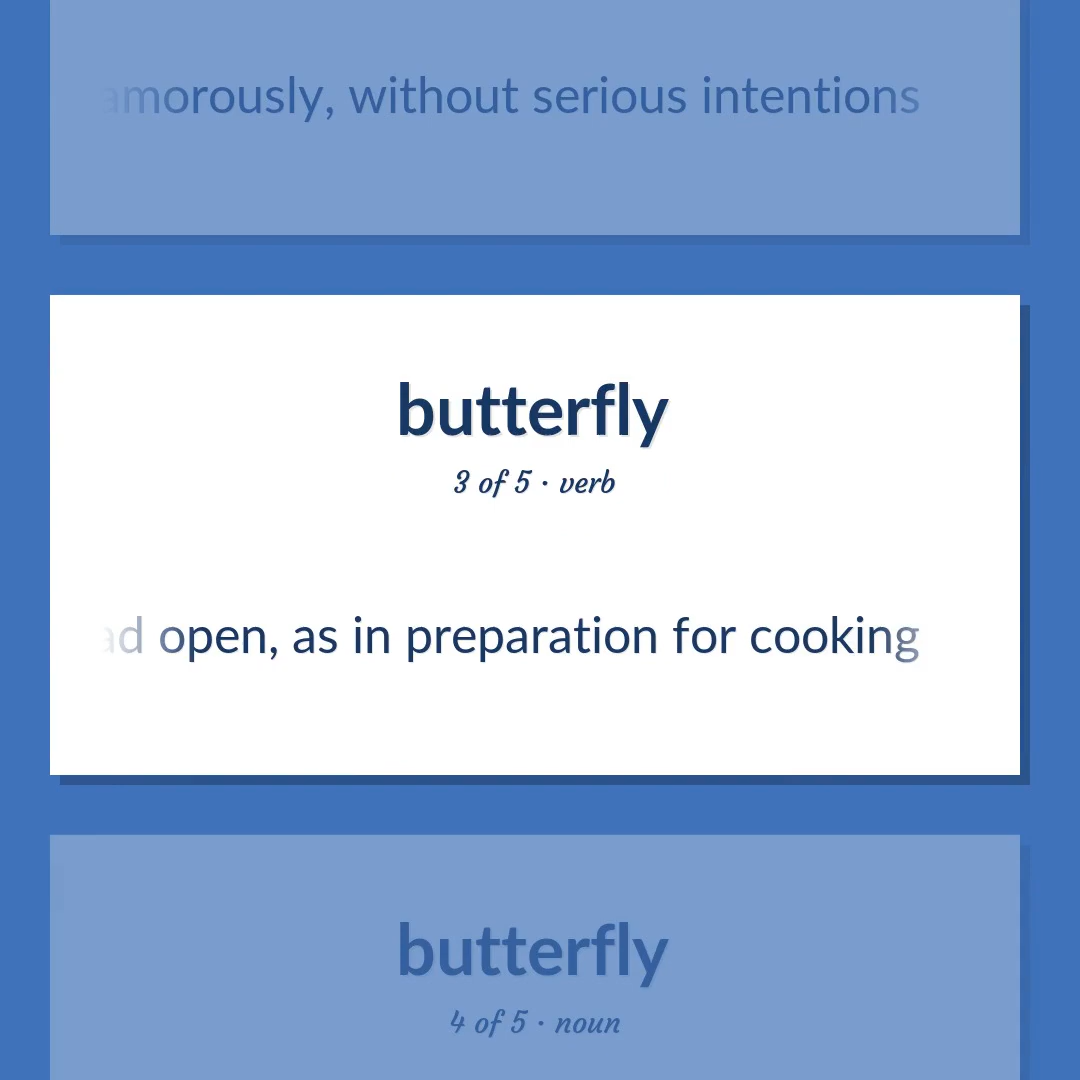 amorously, without serious intentions
butterfly
3 of 5 · verb
open, as in preparation for cooking
butterfly
4 of 5 · noun